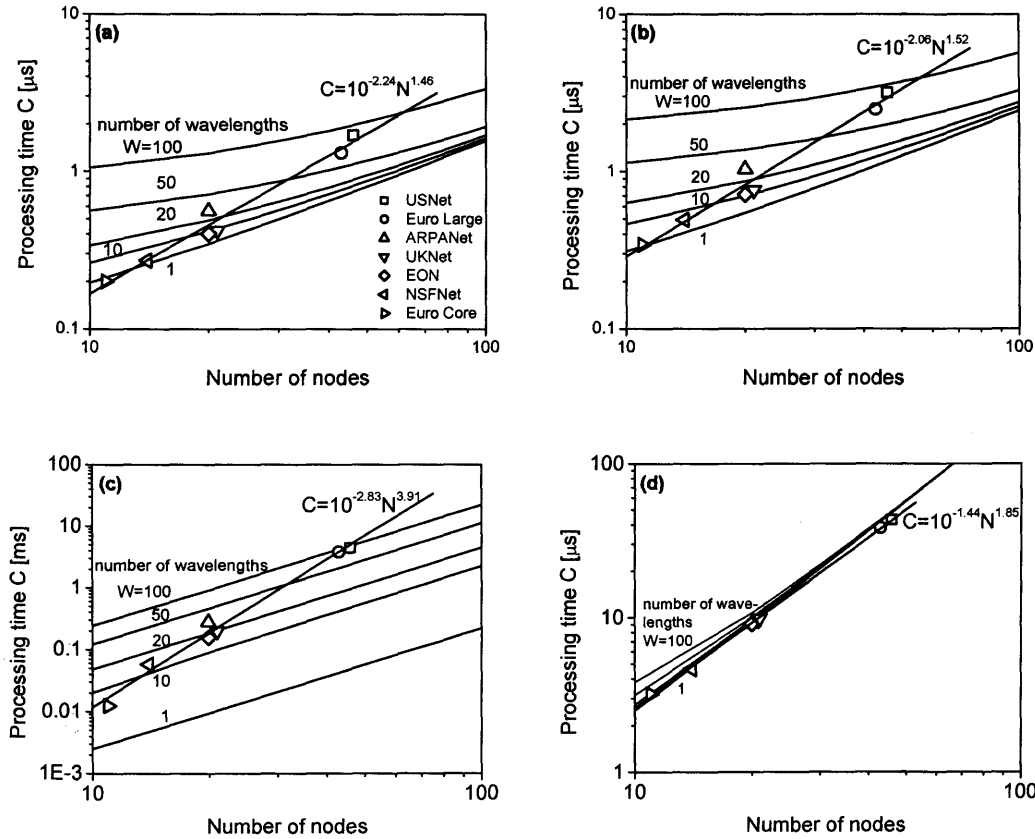 (a)
C=10^-2.24 N^1.46
number of wavelengths
W=100
50
20
10
1
USNet
Euro Large
ARPANet
UKNet
EON
NSFNet
Euro Core
Processing time C [μs]
10
1
0.1
10
100
Number of nodes
(b)
C=10^-2.06 N^1.52
number of wavelengths
W=100
50
20
10
1
Processing time C [μs]
10
1
0.1
10
100
Number of nodes
(c)
C=10^-2.83 N^3.91
number of wavelengths
W=100
50
20
10
1
Processing time C [ms]
100
10
1
0.1
0.01
1E-3
10
100
Number of nodes
(d)
C=10^-1.44 N^1.85
number of wave-
lengths
W=100
1
Processing time C [μs]
100
10
1
10
100
Number of nodes